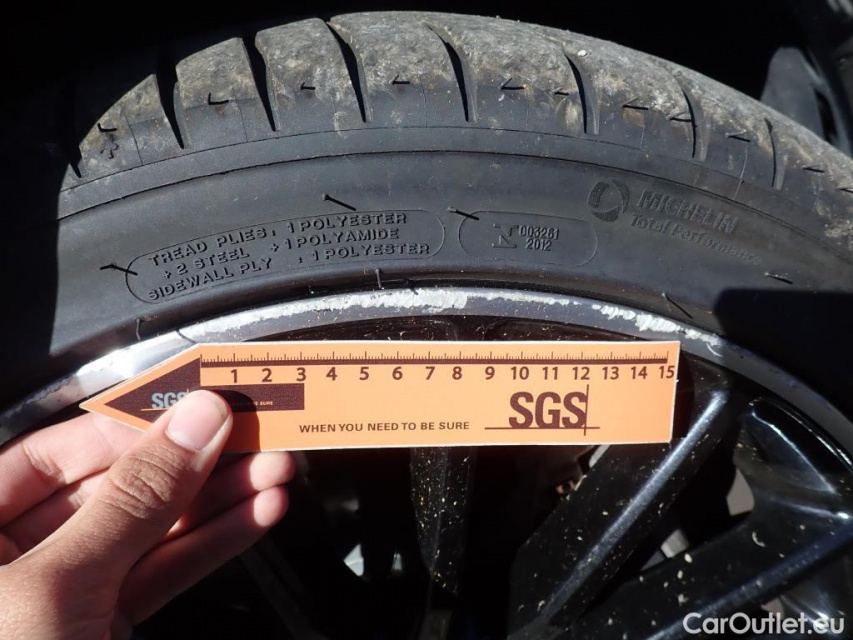 TREAD PLIES: 1 POLYESTER
+ 2 STEEL + 1 POLYAMIDE
SIDEWALL PLY : 1 POLYESTER
003261
2012
MICHELIN
Total Performance
1 2 3 4 5 6 7 8 9 10 11 12 13 14 15
SGS
SGS
WHEN YOU NEED TO BE SURE
CarOutlet.eu